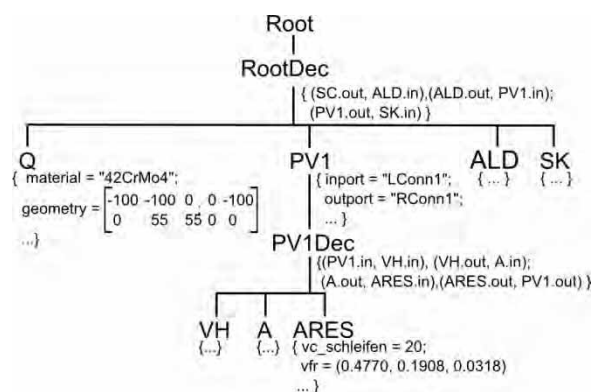 Root
RootDec
{ (SC.out, ALD.in),(ALD.out, PV1.in);
(PV1.out, SK.in) }
Q
{ material = "42CrMo4";
geometry = [-100 -100 0 0 -100
0 55 55 0 0]
...}
PV1
{ inport = "LConn1";
outport = "RConn1";
... }
ALD
{ ... }
SK
{ ... }
PV1Dec
{(PV1.in, VH.in), (VH.out, A.in);
(A.out, ARES.in),(ARES.out, PV1.out) }
VH
{...}
A
{...}
ARES
{ vc_schleifen = 20;
vfr = (0.4770, 0.1908, 0.0318)
... }